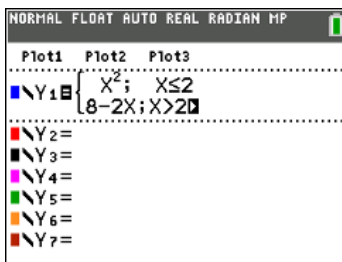 NORMAL FLOAT AUTO REAL RADIAN MP
Plot1 Plot2 Plot3
\Y₁={ X²; X≤2
8-2X;X>2
\Y₂=
\Y₃=
\Y₄=
\Y₅=
\Y₆=
\Y₇=